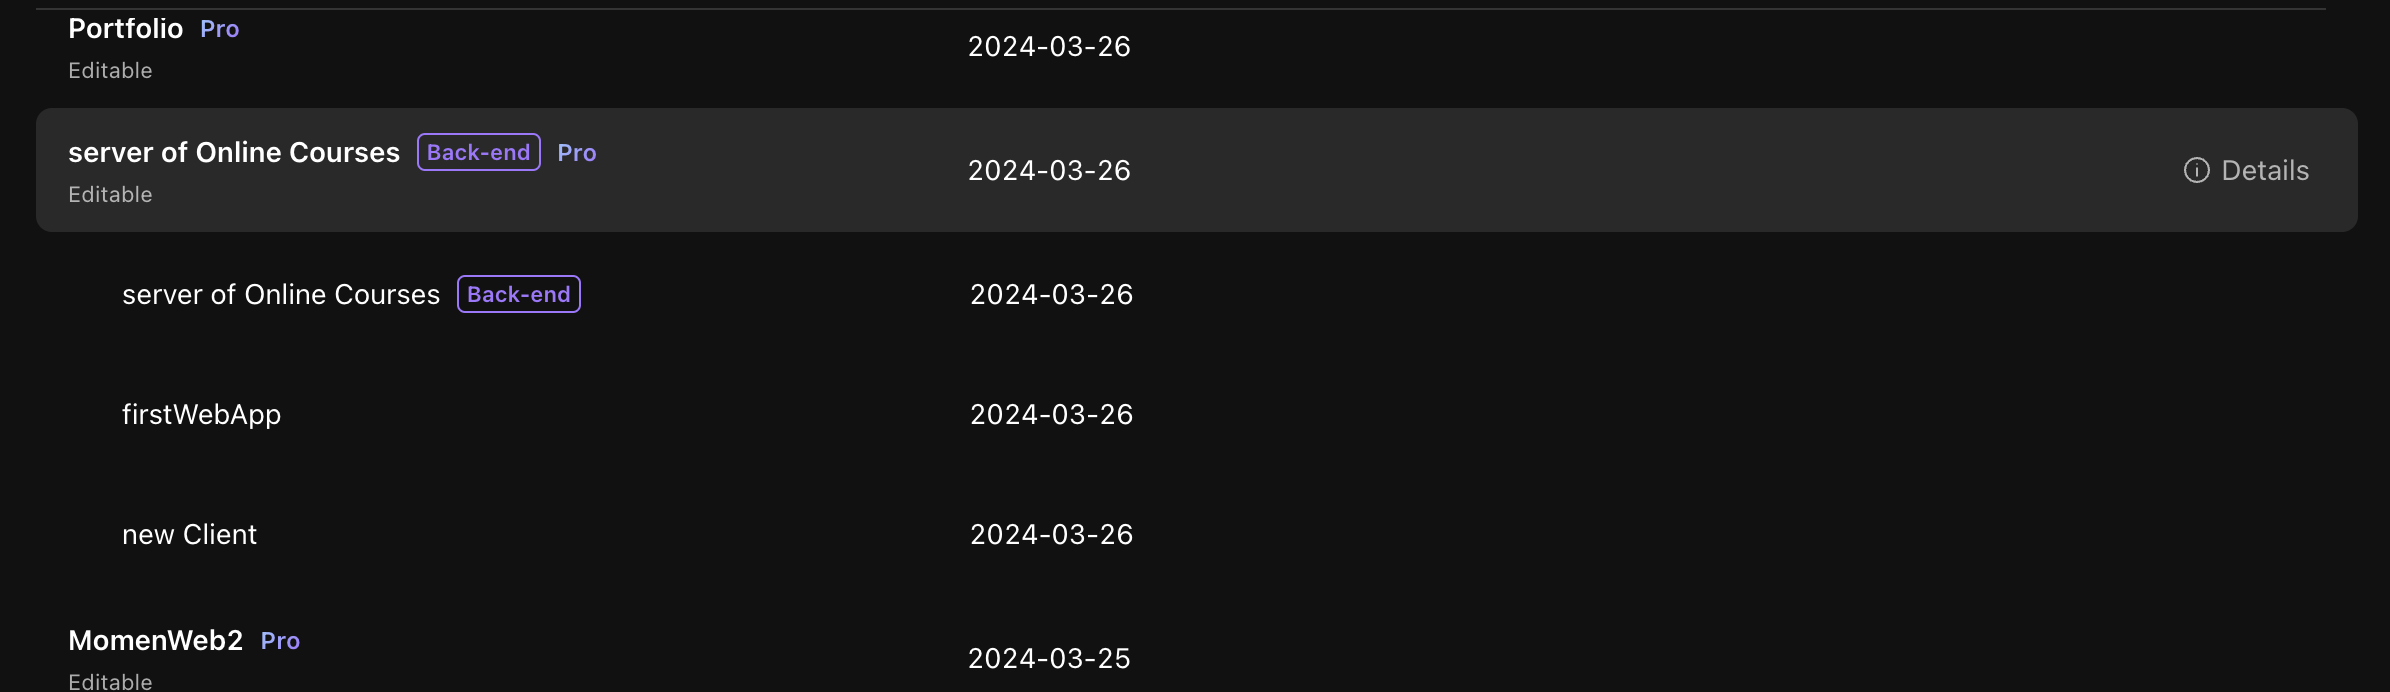 Portfolio Pro
2024-03-26
Editable
server of Online Courses Back-end Pro
2024-03-26
Details
Editable
server of Online Courses Back-end
2024-03-26
firstWebApp
2024-03-26
new Client
2024-03-26
MomenWeb2 Pro
2024-03-25
Editable